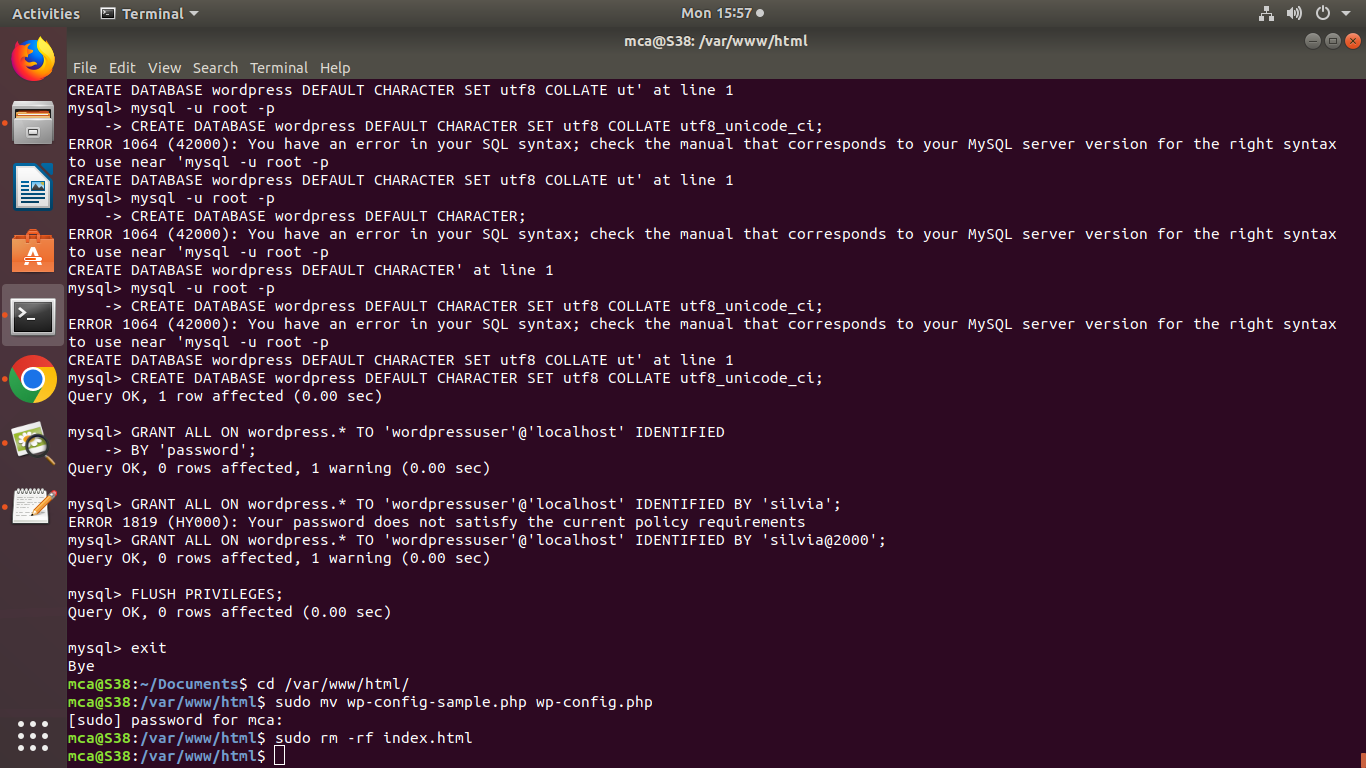 Activities Terminal Mon 15:57
mca@S38: /var/www/html
File Edit View Search Terminal Help
CREATE DATABASE wordpress DEFAULT CHARACTER SET utf8 COLLATE ut' at line 1
mysql> mysql -u root -p
    -> CREATE DATABASE wordpress DEFAULT CHARACTER SET utf8 COLLATE utf8_unicode_ci;
ERROR 1064 (42000): You have an error in your SQL syntax; check the manual that corresponds to your MySQL server version for the right syntax
to use near 'mysql -u root -p
CREATE DATABASE wordpress DEFAULT CHARACTER SET utf8 COLLATE ut' at line 1
mysql> mysql -u root -p
    -> CREATE DATABASE wordpress DEFAULT CHARACTER;
ERROR 1064 (42000): You have an error in your SQL syntax; check the manual that corresponds to your MySQL server version for the right syntax
to use near 'mysql -u root -p
CREATE DATABASE wordpress DEFAULT CHARACTER' at line 1
mysql> mysql -u root -p
    -> CREATE DATABASE wordpress DEFAULT CHARACTER SET utf8 COLLATE utf8_unicode_ci;
ERROR 1064 (42000): You have an error in your SQL syntax; check the manual that corresponds to your MySQL server version for the right syntax
to use near 'mysql -u root -p
CREATE DATABASE wordpress DEFAULT CHARACTER SET utf8 COLLATE ut' at line 1
mysql> CREATE DATABASE wordpress DEFAULT CHARACTER SET utf8 COLLATE utf8_unicode_ci;
Query OK, 1 row affected (0.00 sec)
mysql> GRANT ALL ON wordpress.* TO 'wordpressuser'@'localhost' IDENTIFIED
    -> BY 'password';
Query OK, 0 rows affected, 1 warning (0.00 sec)
mysql> GRANT ALL ON wordpress.* TO 'wordpressuser'@'localhost' IDENTIFIED BY 'silvia';
ERROR 1819 (HY000): Your password does not satisfy the current policy requirements
mysql> GRANT ALL ON wordpress.* TO 'wordpressuser'@'localhost' IDENTIFIED BY 'silvia@2000';
Query OK, 0 rows affected, 1 warning (0.00 sec)
mysql> FLUSH PRIVILEGES;
Query OK, 0 rows affected (0.00 sec)
mysql> exit
Bye
mca@S38:~/Documents$ cd /var/www/html/
mca@S38:/var/www/html$ sudo mv wp-config-sample.php wp-config.php
[sudo] password for mca:
mca@S38:/var/www/html$ sudo rm -rf index.html
mca@S38:/var/www/html$